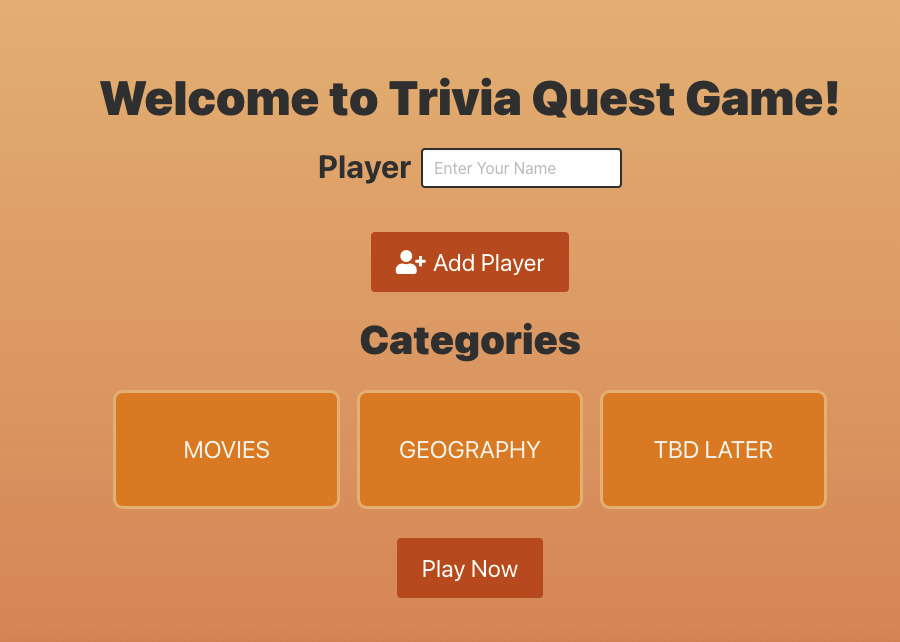 Welcome to Trivia Quest Game!
Player Enter Your Name
Add Player
Categories
MOVIES GEOGRAPHY TBD LATER
Play Now